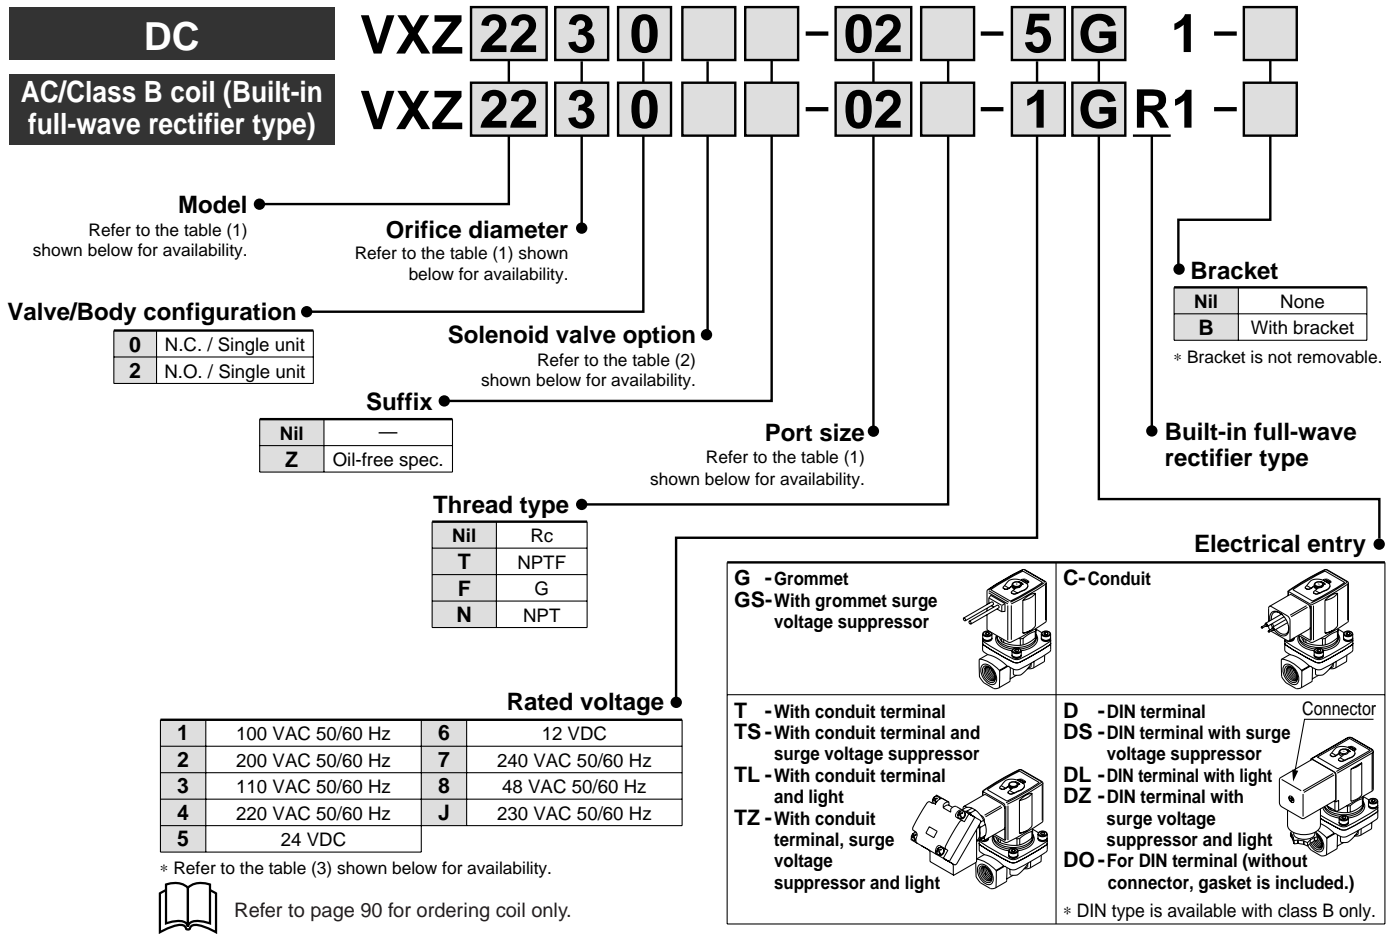 DC
VXZ 22 3 0 - 02 - 5 G 1 -
AC/Class B coil (Built-in
full-wave rectifier type)
VXZ 22 3 0 - 02 - 1 G R1 -
Model
Refer to the table (1)
shown below for availability.
Orifice diameter
Refer to the table (1) shown
below for availability.
Bracket
Nil None
B With bracket
* Bracket is not removable.
Valve/Body configuration
0 N.C. / Single unit
2 N.O. / Single unit
Solenoid valve option
Refer to the table (2)
shown below for availability.
Suffix
Nil —
Z Oil-free spec.
Port size
Refer to the table (1)
shown below for availability.
Built-in full-wave
rectifier type
Thread type
Nil Rc
T NPTF
F G
N NPT
Electrical entry
G -Grommet
GS-With grommet surge
voltage suppressor
C-Conduit
T -With conduit terminal
TS -With conduit terminal and
surge voltage suppressor
TL -With conduit terminal
and light
TZ -With conduit
terminal, surge
voltage
suppressor and light
D -DIN terminal
DS -DIN terminal with surge
voltage suppressor
DL -DIN terminal with light
DZ -DIN terminal with
surge voltage
suppressor and light
DO-For DIN terminal (without
connector, gasket is included.)
Connector
* DIN type is available with class B only.
Rated voltage
1 100 VAC 50/60 Hz 6 12 VDC
2 200 VAC 50/60 Hz 7 240 VAC 50/60 Hz
3 110 VAC 50/60 Hz 8 48 VAC 50/60 Hz
4 220 VAC 50/60 Hz J 230 VAC 50/60 Hz
5 24 VDC
* Refer to the table (3) shown below for availability.
Refer to page 90 for ordering coil only.